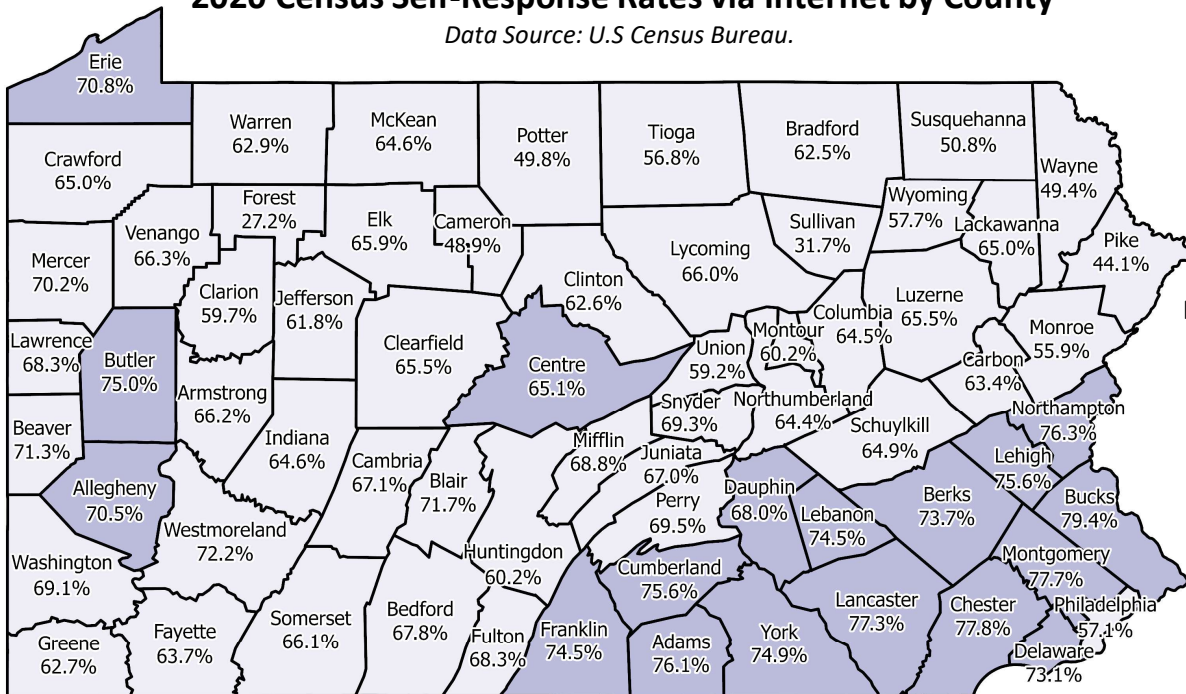 2020 Census Self-Response Rates via Internet by County
Data Source: U.S Census Bureau.
Erie
70.8%
Warren
62.9%
McKean
64.6%
Potter
49.8%
Tioga
56.8%
Bradford
62.5%
Susquehanna
50.8%
Wayne
49.4%
Crawford
65.0%
Forest
27.2%
Elk
65.9%
Cameron
48.9%
Sullivan
31.7%
Wyoming
57.7%
Lackawanna
65.0%
Pike
44.1%
Mercer
70.2%
Venango
66.3%
Clarion
59.7%
Jefferson
61.8%
Clinton
62.6%
Lycoming
66.0%
Columbia
64.5%
Luzerne
65.5%
Monroe
55.9%
Lawrence
68.3%
Butler
75.0%
Armstrong
66.2%
Clearfield
65.5%
Centre
65.1%
Union
59.2%
Montour
60.2%
Carbon
63.4%
Beaver
71.3%
Indiana
64.6%
Snyder
69.3%
Northumberland
64.4%
Schuylkill
64.9%
Northampton
76.3%
Allegheny
70.5%
Westmoreland
72.2%
Cambria
67.1%
Blair
71.7%
Mifflin
68.8%
Juniata
67.0%
Perry
69.5%
Dauphin
68.0%
Lebanon
74.5%
Berks
73.7%
Lehigh
75.6%
Bucks
79.4%
Washington
69.1%
Huntingdon
60.2%
Cumberland
75.6%
Montgomery
77.7%
Greene
62.7%
Fayette
63.7%
Somerset
66.1%
Bedford
67.8%
Fulton
68.3%
Franklin
74.5%
Adams
76.1%
York
74.9%
Lancaster
77.3%
Chester
77.8%
Philadelphia
57.1%
Delaware
73.1%